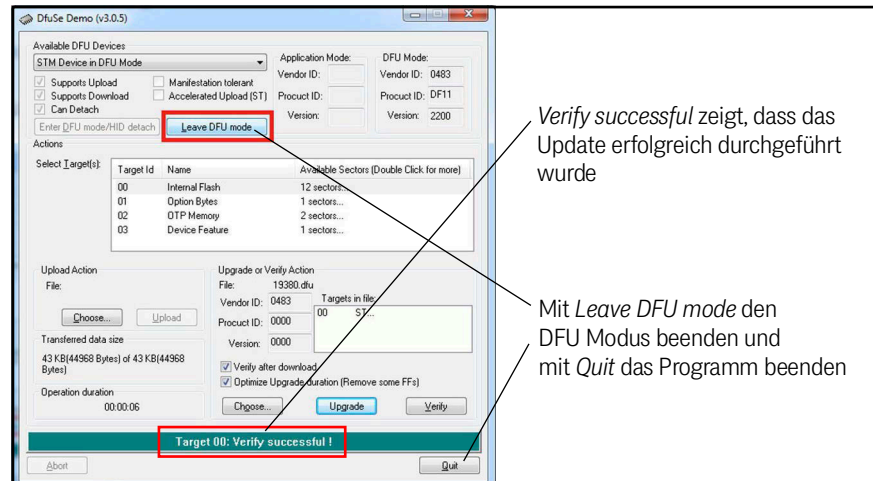 DfuSe Demo (v3.0.5)
Available DFU Devices
STM Device in DFU Mode
Supports Upload
Manifestation tolerant
Supports Download
Accelerated Upload (ST)
Can Detach
Enter DFU mode/HID detach
Leave DFU mode
Application Mode:
Vendor ID:
Procuct ID:
Version:
DFU Mode:
Vendor ID: 0483
Procuct ID: DF11
Version: 2200
Actions
Select Target(s):
Target Id Name Available Sectors (Double Click for more)
00 Internal Flash 12 sectors...
01 Option Bytes 1 sectors...
02 OTP Memory 2 sectors...
03 Device Feature 1 sectors...
Upload Action
File:
Choose...
Upload
Transferred data size
43 KB(44968 Bytes) of 43 KB(44968
Bytes)
Operation duration
00:00:06
Upgrade or Verify Action
File: 19380.dfu
Vendor ID: 0483
Procuct ID: 0000
Version: 0000
Targets in file:
00 ST...
Verify after download
Optimize Upgrade duration (Remove some FFs)
Choose...
Upgrade
Verify
Target 00: Verify successful !
Abort
Quit
Verify successful zeigt, dass das
Update erfolgreich durchgeführt
wurde
Mit Leave DFU mode den
DFU Modus beenden und
mit Quit das Programm beenden